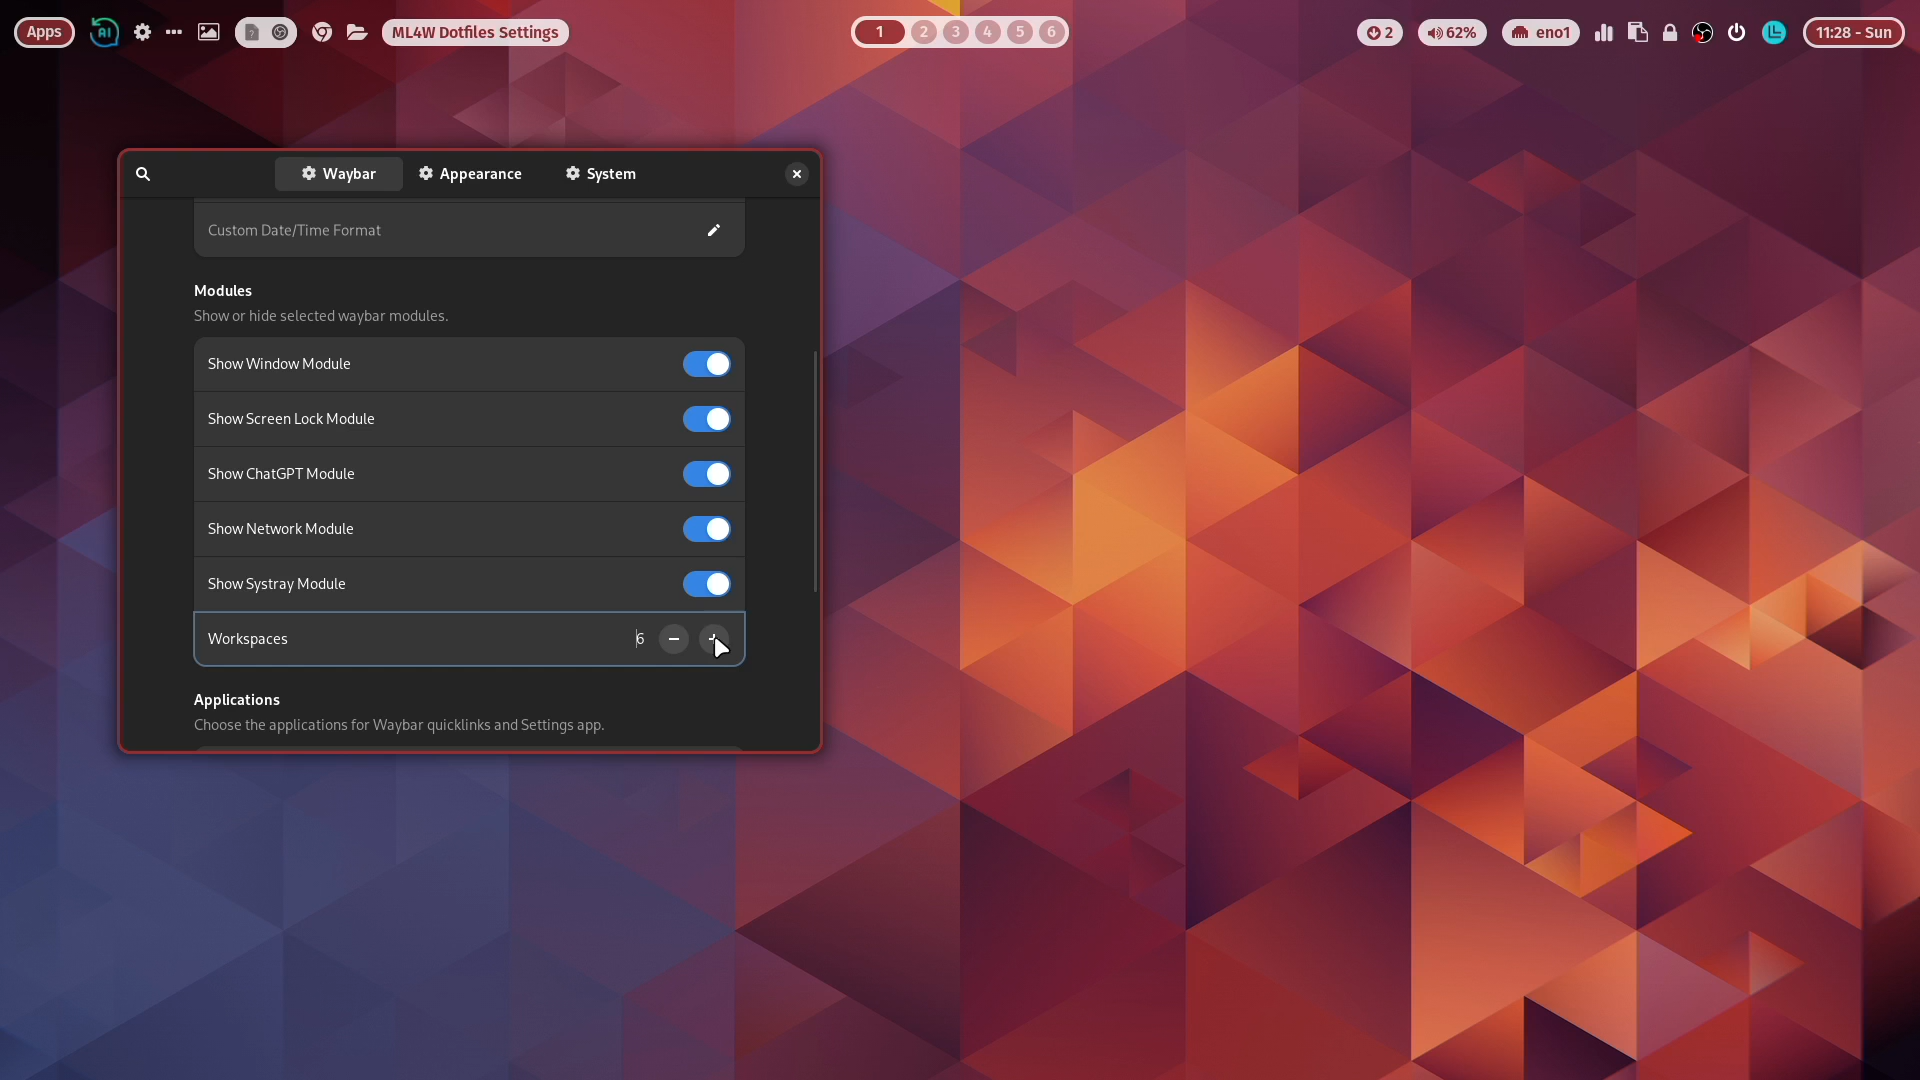 Apps
AI
ML4W Dotfiles Settings
1 2 3 4 5 6
2
62%
eno1
11:28 - Sun
Waybar
Appearance
System
Custom Date/Time Format
Modules
Show or hide selected waybar modules.
Show Window Module
Show Screen Lock Module
Show ChatGPT Module
Show Network Module
Show Systray Module
Workspaces 6
Applications
Choose the applications for Waybar quicklinks and Settings app.